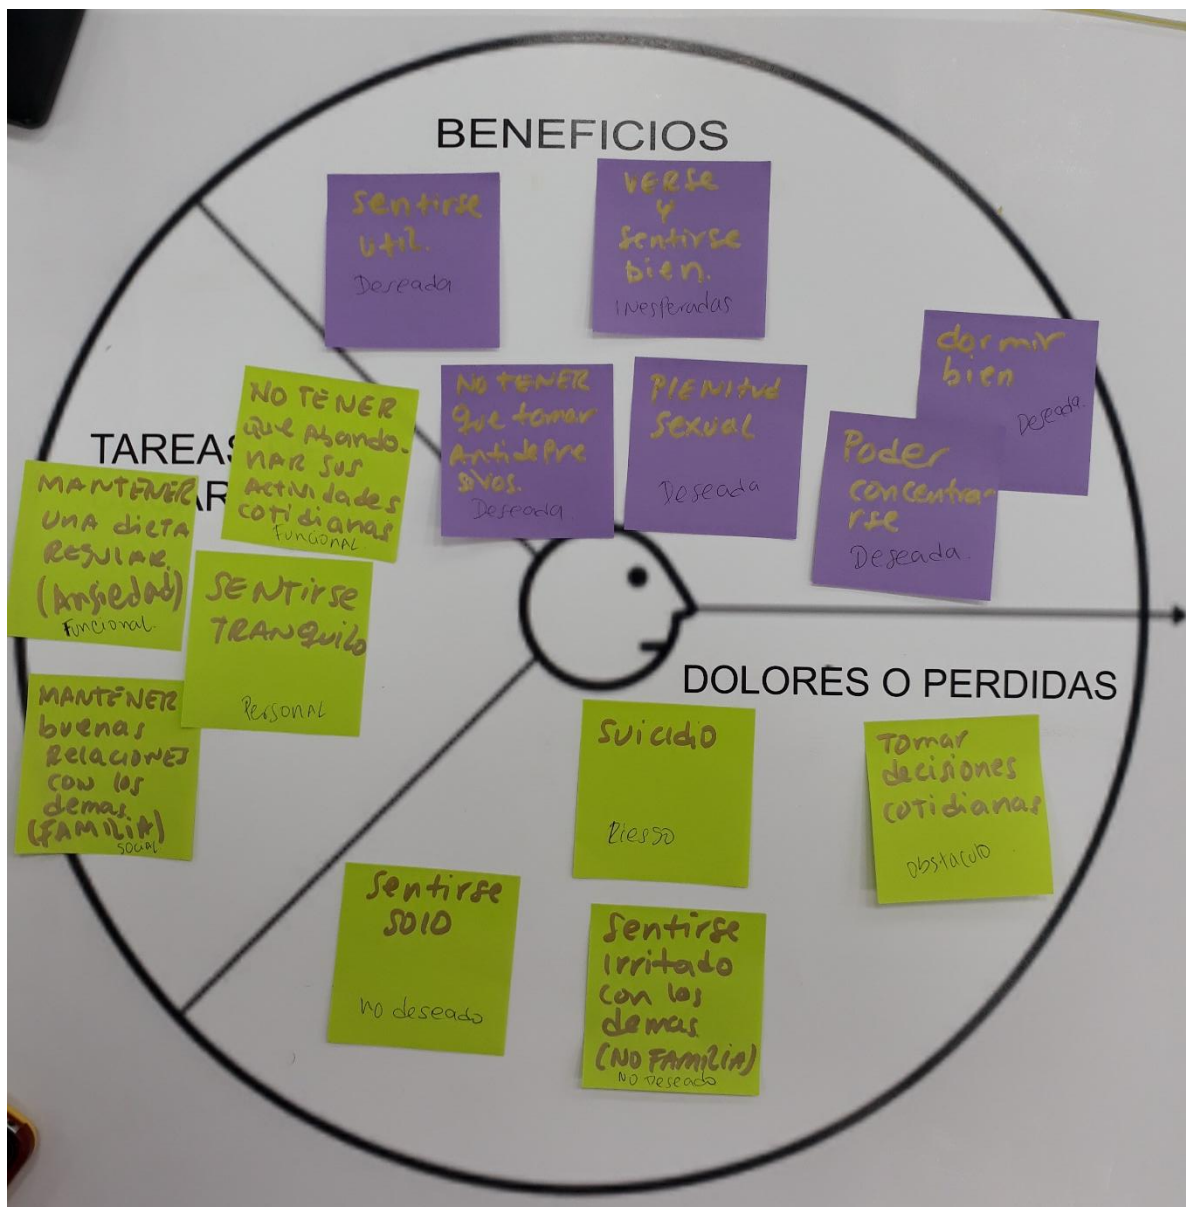 BENEFICIOS
sentirse
util.
Deseada
VERSE
Y
sentirse
bien.
INesperadas
dormir
bien
Deseada.
NO TENER
que tomar
Antidepre
sivos.
Deseada
PLENITUD
sexual
Deseada
Poder
concentra-
rse
Deseada.
TAREAS
AR
NO TENER
que Abando-
NAR SUS
ACTIVIDADES
cotidianas
Funcional.
MANTENER
UNA dieTA
REGULAR.
(Ansiedad)
Funcional.
SENTirse
TRANquilo
Personal
MANTENER
buenas
RElacIONES
CON los
demas.
(FAMILIA)
SOCIAL
DOLORES O PERDIDAS
SUICIDIO
Riesgo
Tomar
decisiones
cotidianas
Obstaculo
Sentirse
SOLO
no deseado
Sentirse
irritado
con los
demas
(NO FAMILIA)
NO Deseado